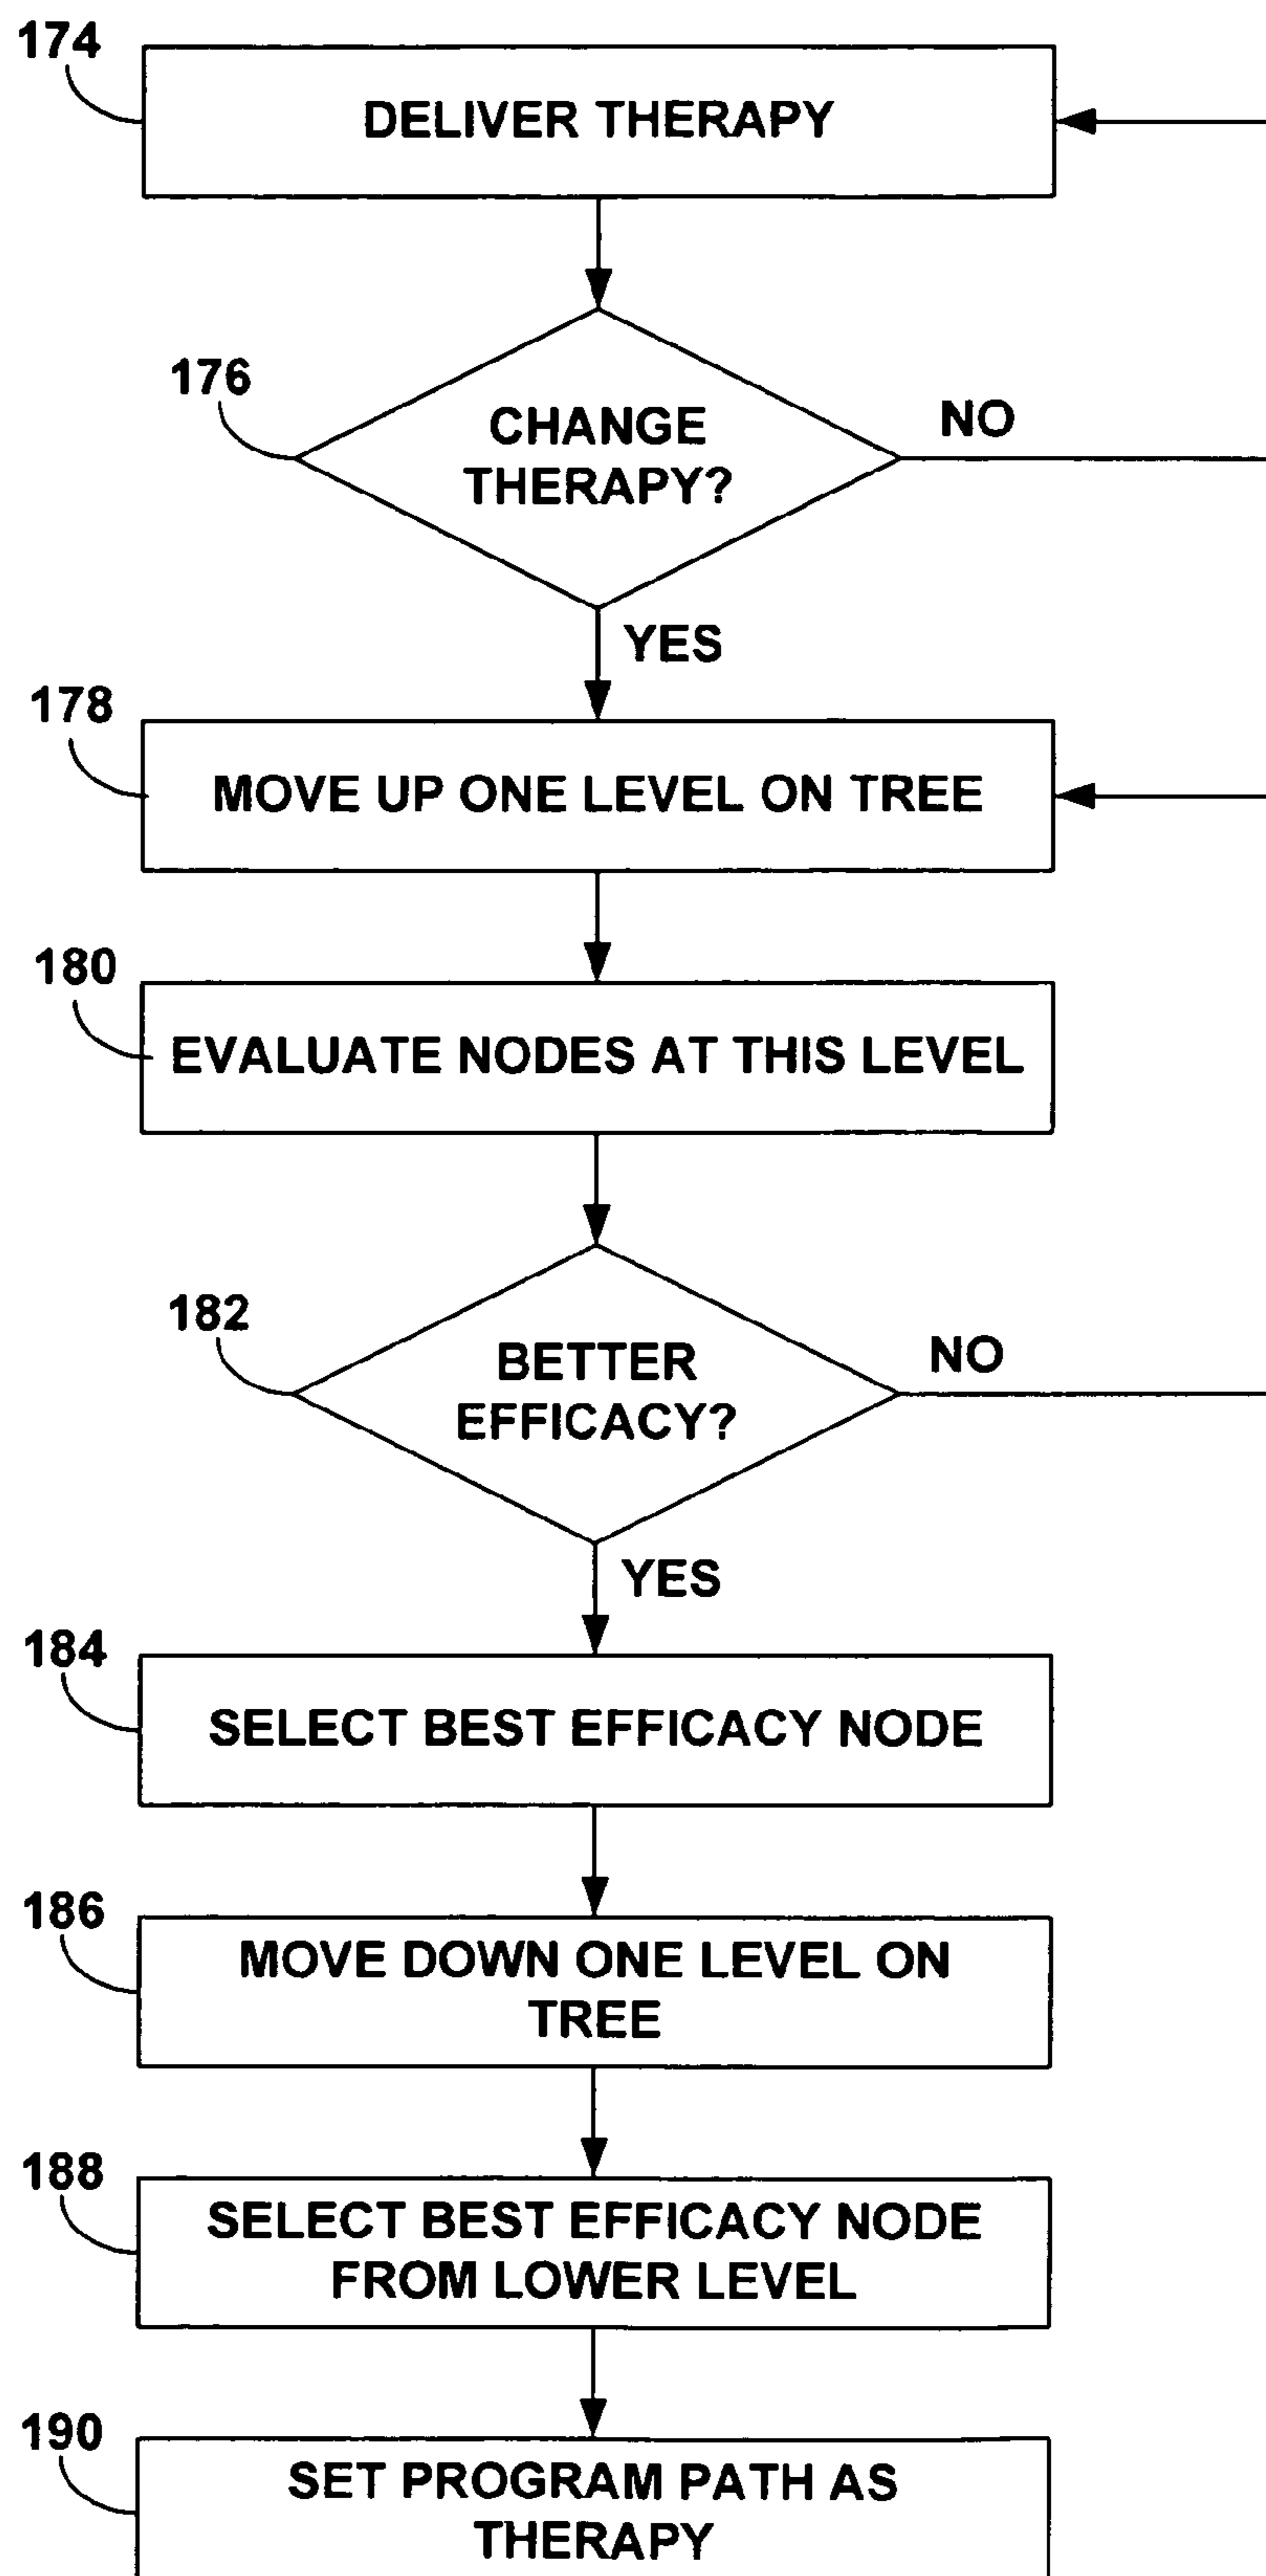 174
DELIVER THERAPY
176
CHANGE
THERAPY?
NO
YES
178
MOVE UP ONE LEVEL ON TREE
180
EVALUATE NODES AT THIS LEVEL
182
BETTER
EFFICACY?
NO
YES
184
SELECT BEST EFFICACY NODE
186
MOVE DOWN ONE LEVEL ON
TREE
188
SELECT BEST EFFICACY NODE
FROM LOWER LEVEL
190
SET PROGRAM PATH AS
THERAPY